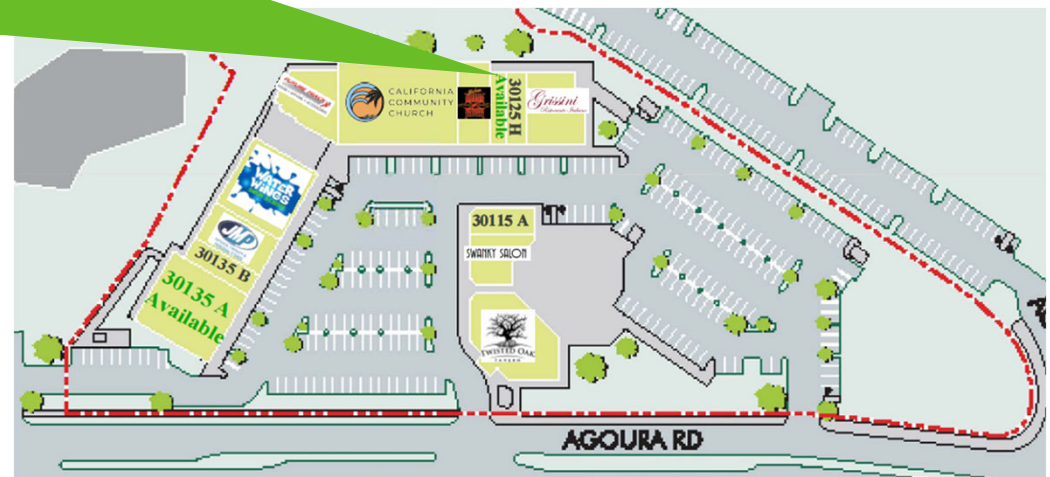 CALIFORNIA
COMMUNITY
CHURCH
30125 H
Available
Grissini
WATER
WINGS
JMP
30135 B
30135 A
Available
30115 A
SWANKY SALON
TWISTED OAK
TAVERN
AGOURA RD